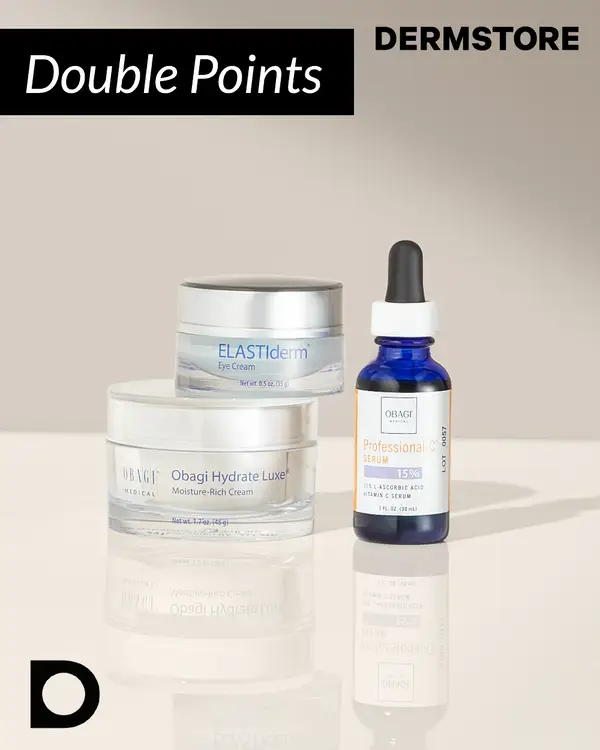 Double Points
DERMSTORE
ELASTIderm™
Eye Cream
Net wt. 0.5 oz. (15 g)
OBAGI®
MEDICAL
Obagi Hydrate Luxe®
Moisture-Rich Cream
Net wt. 1.7 oz. (48 g)
OBAGI
MEDICAL
Professional-C®
SERUM
15%
15% L-ASCORBIC ACID
VITAMIN C SERUM
1 FL. OZ. (30 mL)
LOT 0057